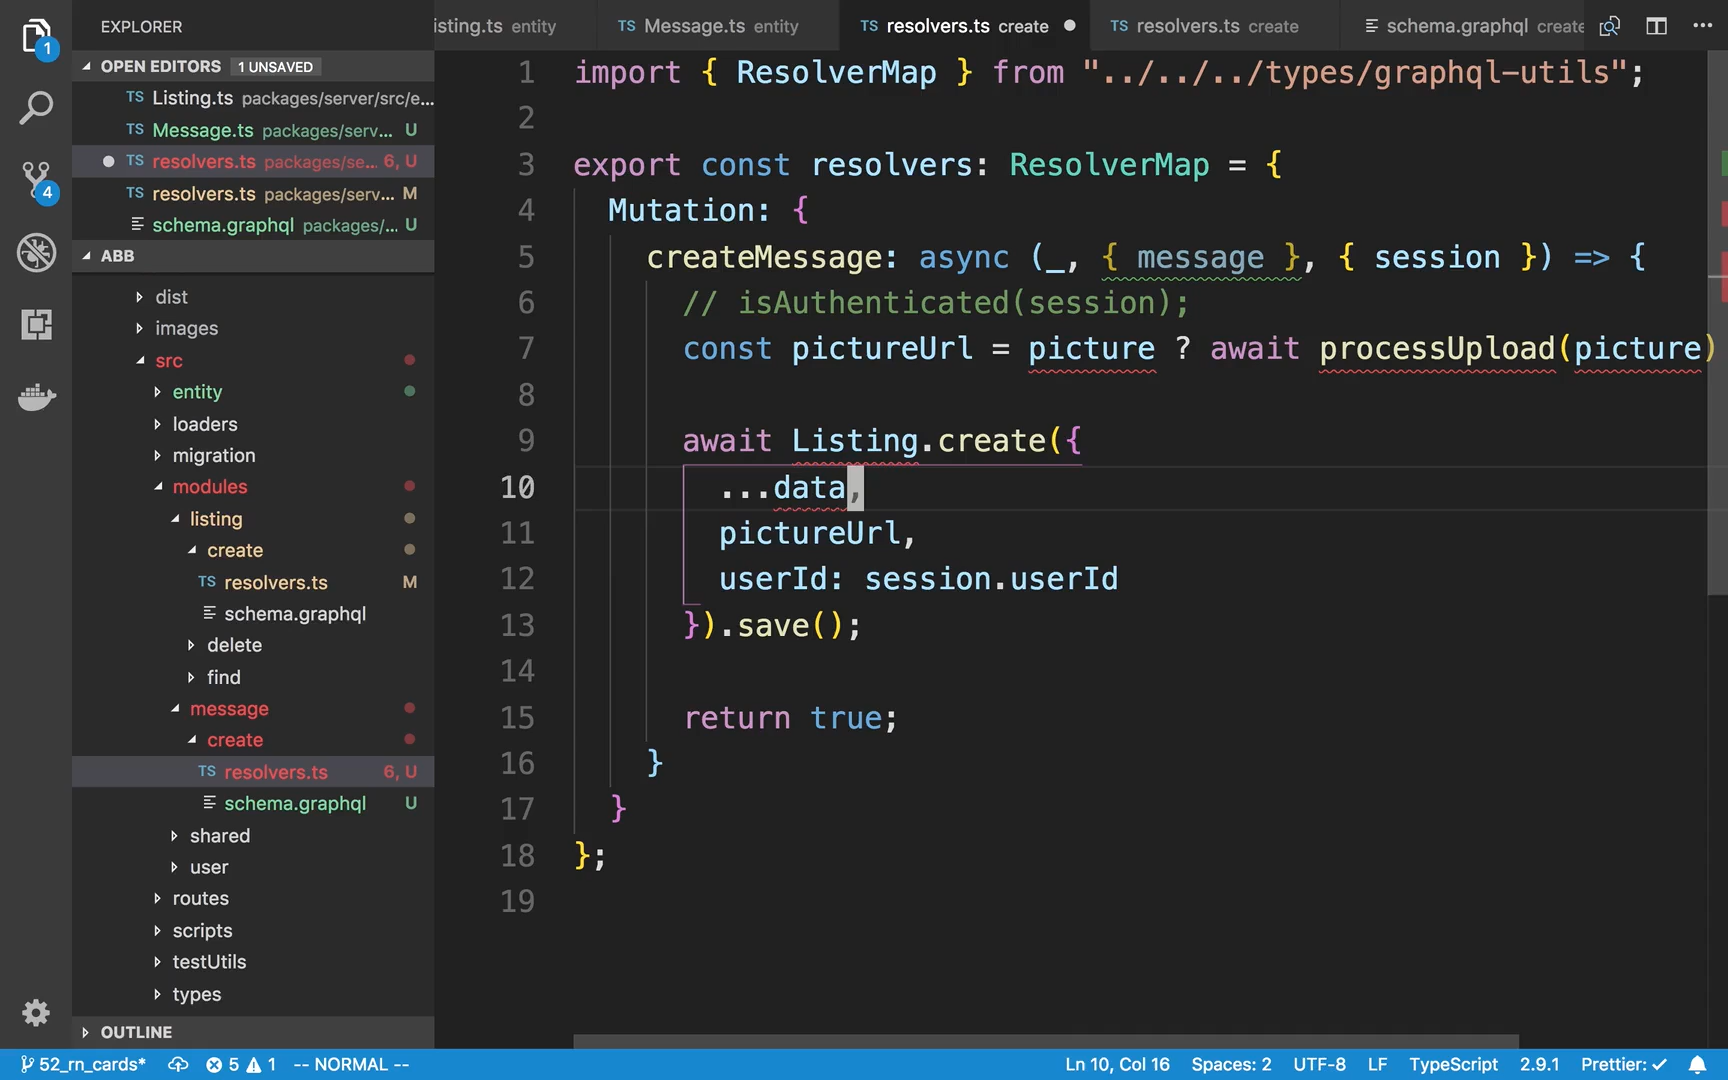 EXPLORER
isting.ts entity
TS Message.ts entity
TS resolvers.ts create
TS resolvers.ts create
schema.graphql create
1
OPEN EDITORS 1 UNSAVED
TS Listing.ts packages/server/src/e...
TS Message.ts packages/serv... U
TS resolvers.ts packages/se... 6, U
TS resolvers.ts packages/serv... M
schema.graphql packages/... U
4
ABB
dist
images
src
entity
loaders
migration
modules
listing
create
TS resolvers.ts M
schema.graphql
delete
find
message
create
TS resolvers.ts 6, U
schema.graphql U
shared
user
routes
scripts
testUtils
types
OUTLINE
1 import { ResolverMap } from "../../../types/graphql-utils";
2
3 export const resolvers: ResolverMap = {
4 Mutation: {
5 createMessage: async (_, { message }, { session }) => {
6 // isAuthenticated(session);
7 const pictureUrl = picture ? await processUpload(picture)
8
9 await Listing.create({
10 ...data,
11 pictureUrl,
12 userId: session.userId
13 }).save();
14
15 return true;
16 }
17 }
18 };
19
52_rn_cards* 5 1 -- NORMAL -- Ln 10, Col 16 Spaces: 2 UTF-8 LF TypeScript 2.9.1 Prettier: ✓